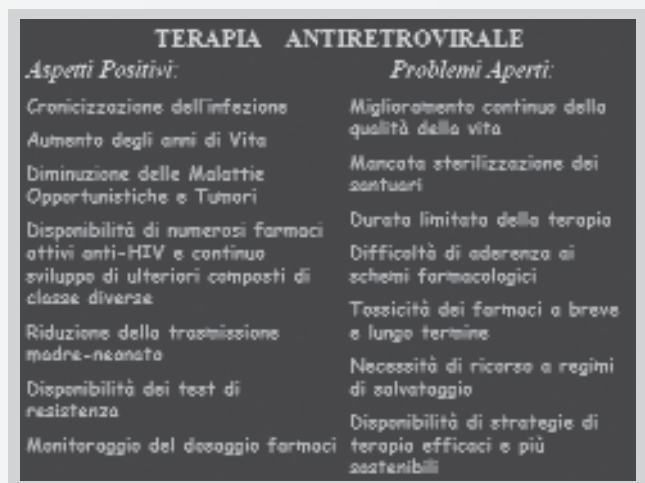 TERAPIA ANTIRETROVIRALE
Aspetti Positivi:
Cronicizzazione dell'infezione
Aumento degli anni di Vita
Diminuzione delle Malattie
Opportunistiche e Tumori
Disponibilità di numerosi farmaci
attivi anti-HIV e continuo
sviluppo di ulteriori composti di
classe diverse
Riduzione della trasmissione
madre-neonato
Disponibilità dei test di
resistenza
Monitoraggio del dosaggio farmaci
Problemi Aperti:
Miglioramento continuo della
qualità della vita
Mancata sterilizzazione dei
santuari
Durata limitata della terapia
Difficoltà di aderenza ai
schemi farmacologici
Tossicità dei farmaci a breve
e lungo termine
Necessità di ricorso a regimi
di salvataggio
Disponibilità di strategie di
terapia efficaci e più
sostenibili